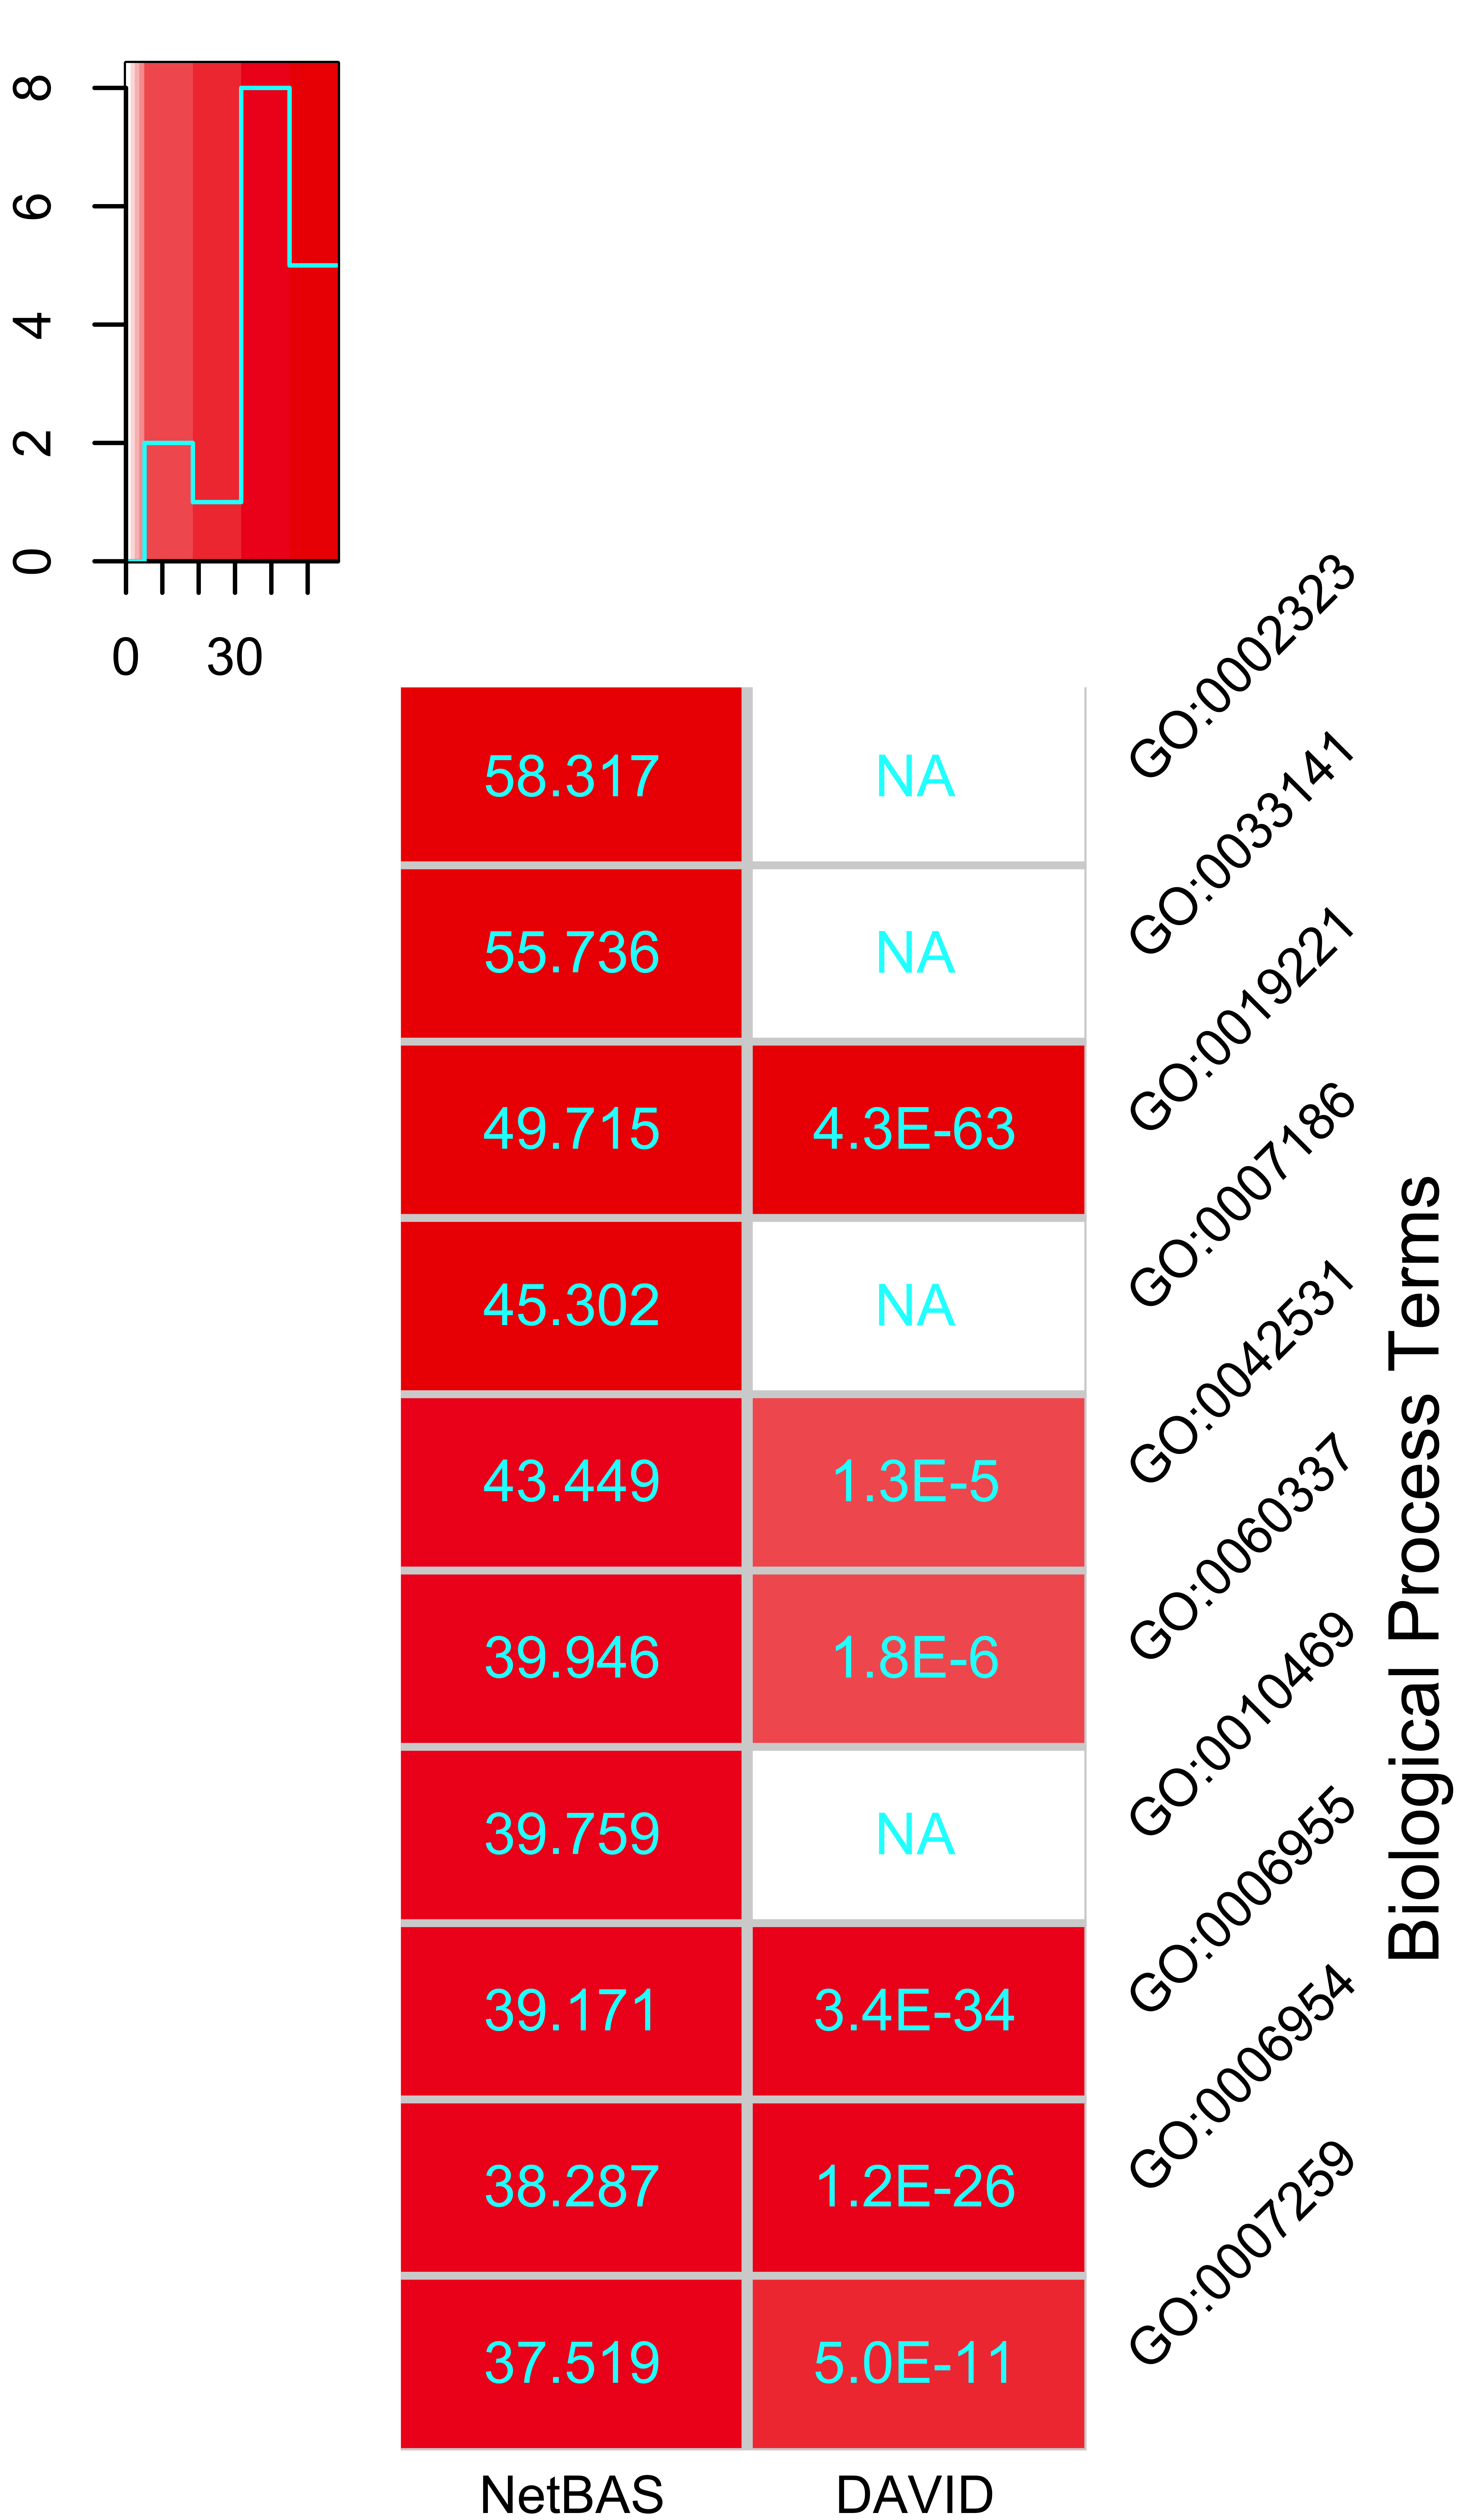 8
6
4
2
0
0 30
58.317 NA GO:0002323
55.736 NA GO:0033141
49.715 4.3E-63 GO:0019221
45.302 NA GO:0007186
43.449 1.3E-5 GO:0042531
39.946 1.8E-6 GO:0060337
39.759 NA GO:0010469
39.171 3.4E-34 GO:0006955
38.287 1.2E-26 GO:0006954
37.519 5.0E-11 GO:0007259
NetBAS DAVID
Biological Process Terms